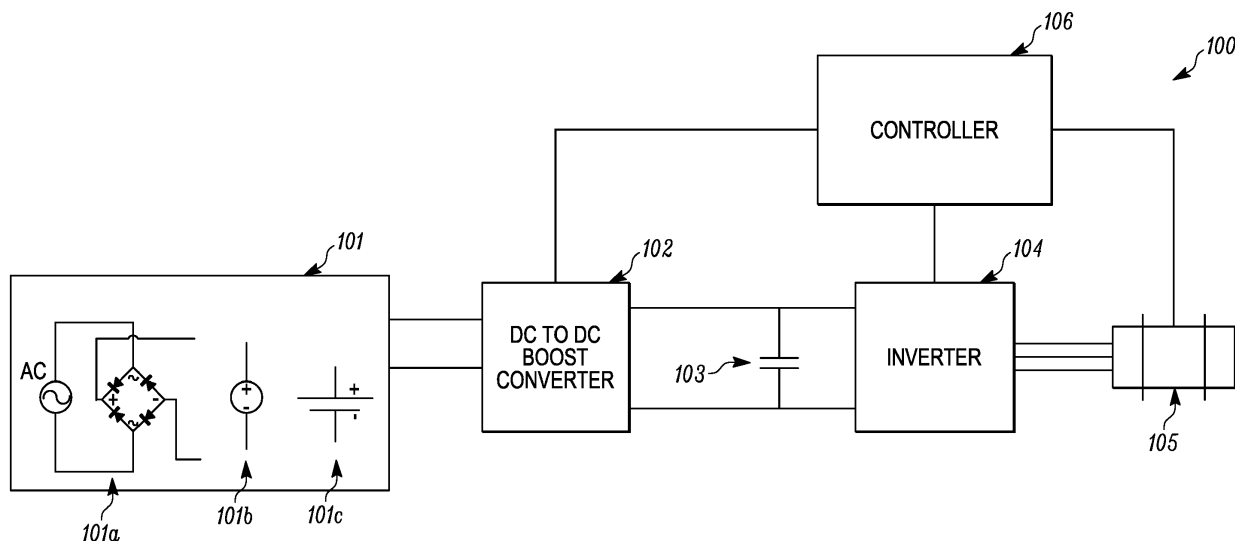 106
100
CONTROLLER
101
102
104
DC TO DC
BOOST
CONVERTER
103
INVERTER
105
AC
~
+
-
~
+
-
+
-
101a
101b
101c